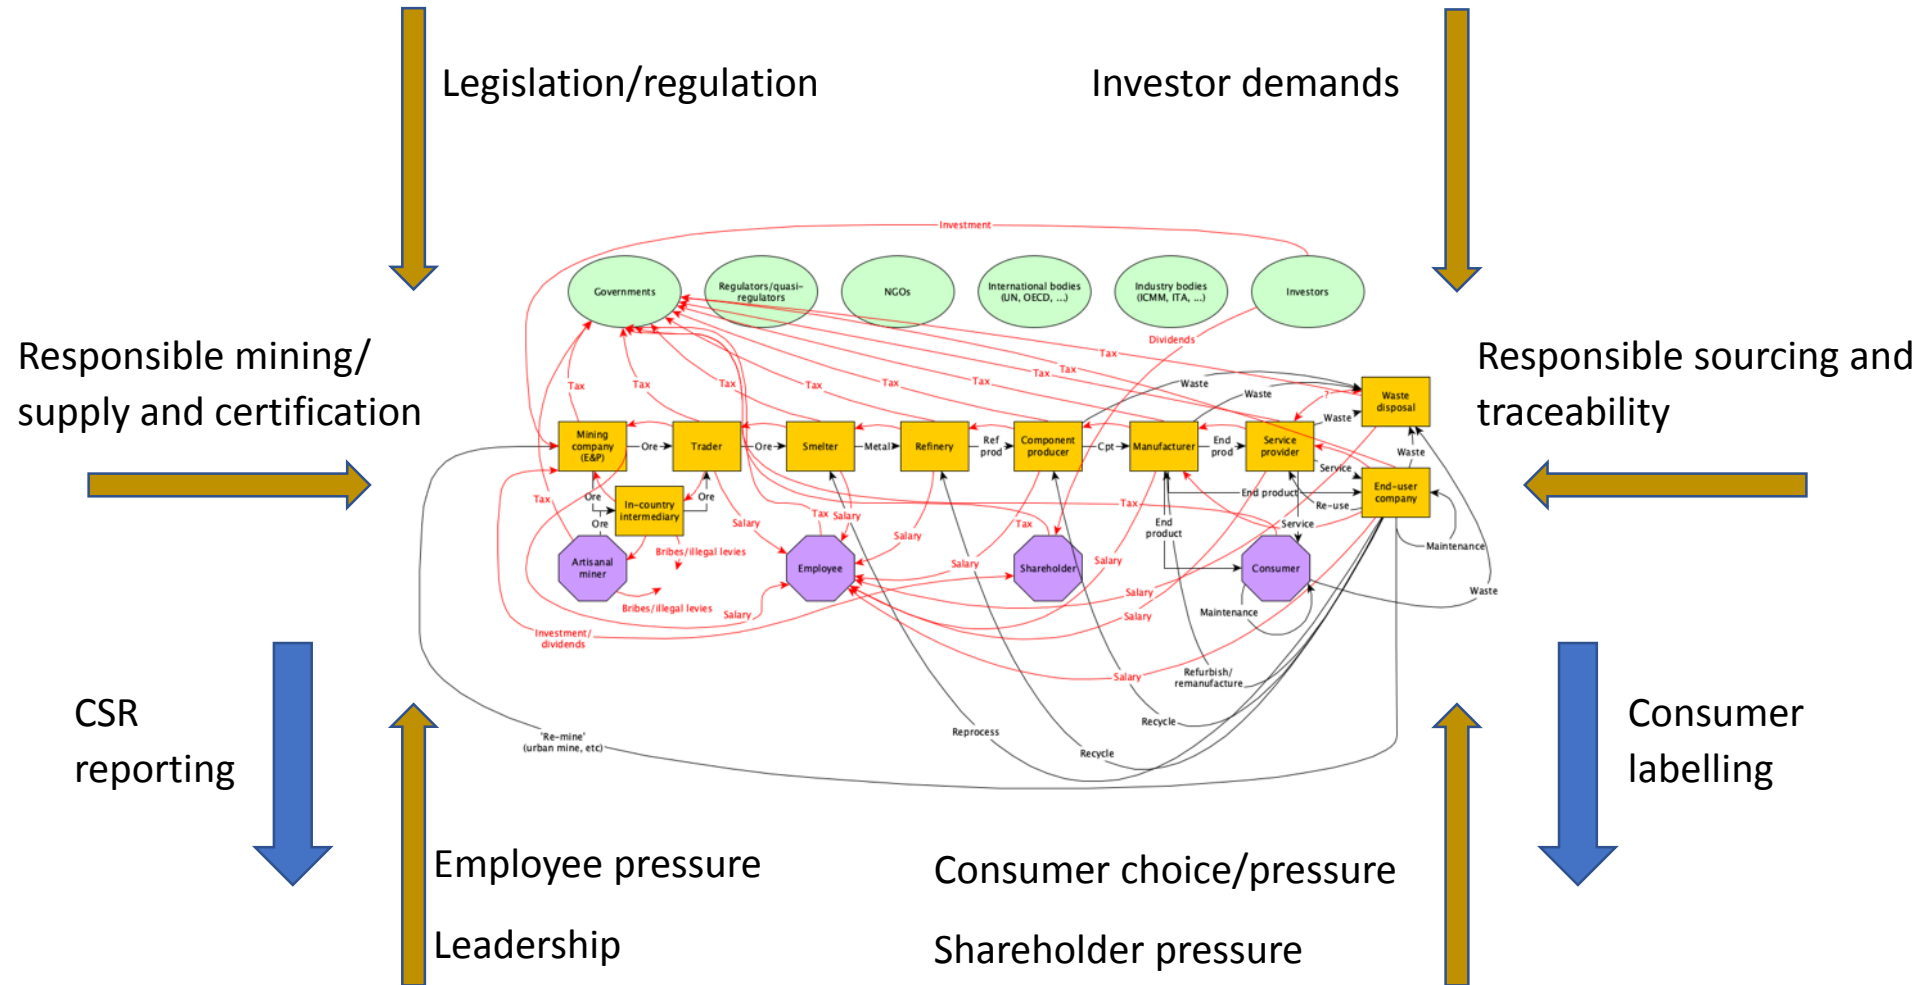 Legislation/regulation
Investor demands
Investment
Governments
Regulators/quasi-
regulators
NGOs
International bodies
(UN, OECD, ...)
Industry bodies
(ICMM, ITA, ...)
Investors
Responsible mining/
supply and certification
Responsible sourcing and
traceability
Dividends
Tax
Tax
Tax
Tax
Tax
Tax
Tax
Tax
Tax
Waste
Waste
?
Waste
disposal
Waste
Mining
company
(E&P)
Ore
Trader
Ore
Smelter
Metal
Refinery
Ref
prod
Component
producer
Cpt
Manufacturer
End
prod
Service
provider
Waste
Service
End-user
company
Ore
In-country
intermediary
Ore
Ore
Tax
End product
Re-use
Tax
Salary
Tax
Salary
Salary
Tax
End
product
Service
Maintenance
Bribes/illegal levies
Artisanal
miner
Employee
Salary
Shareholder
Salary
Consumer
Bribes/illegal levies
Salary
Salary
Salary
Maintenance
Waste
Investment/
dividends
Salary
Refurbish/
remanufacture
Recycle
Reprocess
Recycle
'Re-mine'
(urban mine, etc)
CSR
reporting
Consumer
labelling
Employee pressure
Leadership
Consumer choice/pressure
Shareholder pressure